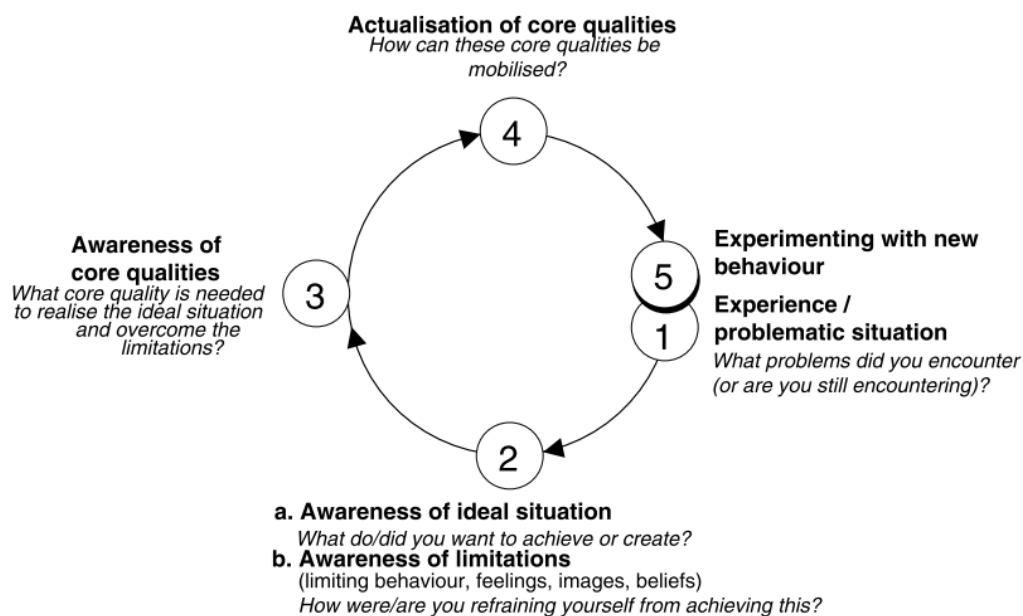 Actualisation of core qualities
How can these core qualities be
mobilised?
4
Awareness of
core qualities
What core quality is needed
to realise the ideal situation
and overcome the
limitations?
3
5
Experimenting with new
behaviour
1
Experience /
problematic situation
What problems did you encounter
(or are you still encountering)?
2
a. Awareness of ideal situation
What do/did you want to achieve or create?
b. Awareness of limitations
(limiting behaviour, feelings, images, beliefs)
How were/are you refraining yourself from achieving this?